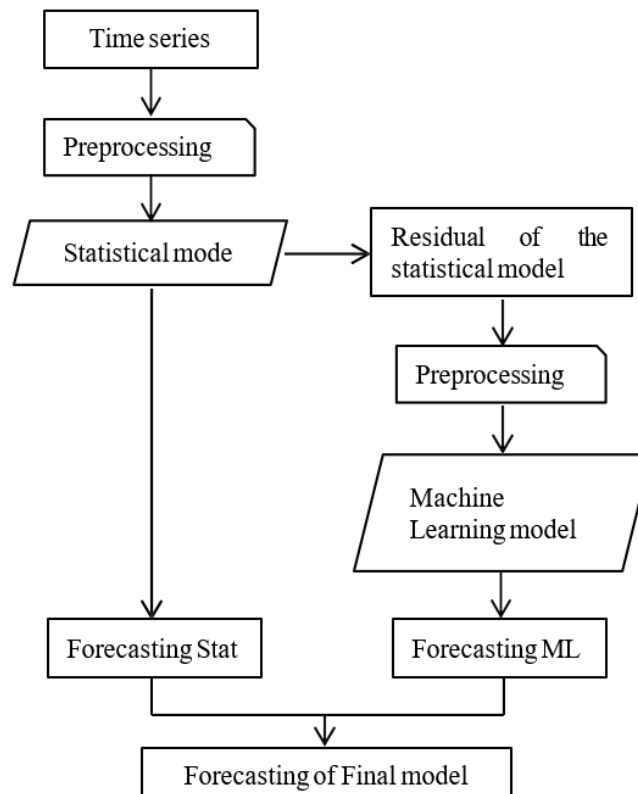 Time series
Preprocessing
Statistical mode
Residual of the
statistical model
Preprocessing
Machine
Learning model
Forecasting Stat
Forecasting ML
Forecasting of Final model